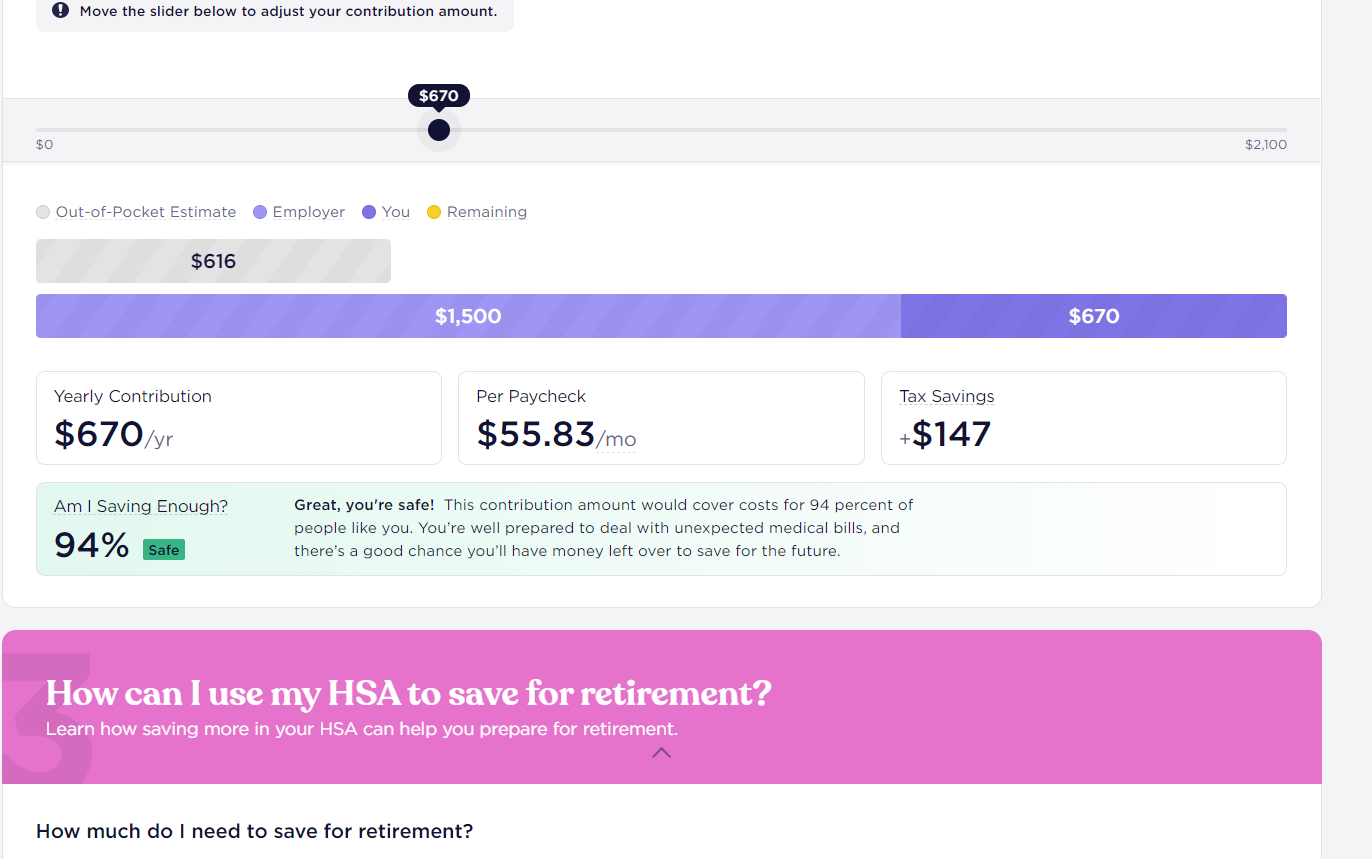 Move the slider below to adjust your contribution amount.
$670
$0
$2,100
Out-of-Pocket Estimate Employer You Remaining
$616
$1,500 $670
Yearly Contribution
$670/yr
Per Paycheck
$55.83/mo
Tax Savings
+$147
Am I Saving Enough?
94% Safe
Great, you're safe! This contribution amount would cover costs for 94 percent of
people like you. You’re well prepared to deal with unexpected medical bills, and
there’s a good chance you’ll have money left over to save for the future.
3
How can I use my HSA to save for retirement?
Learn how saving more in your HSA can help you prepare for retirement.
How much do I need to save for retirement?